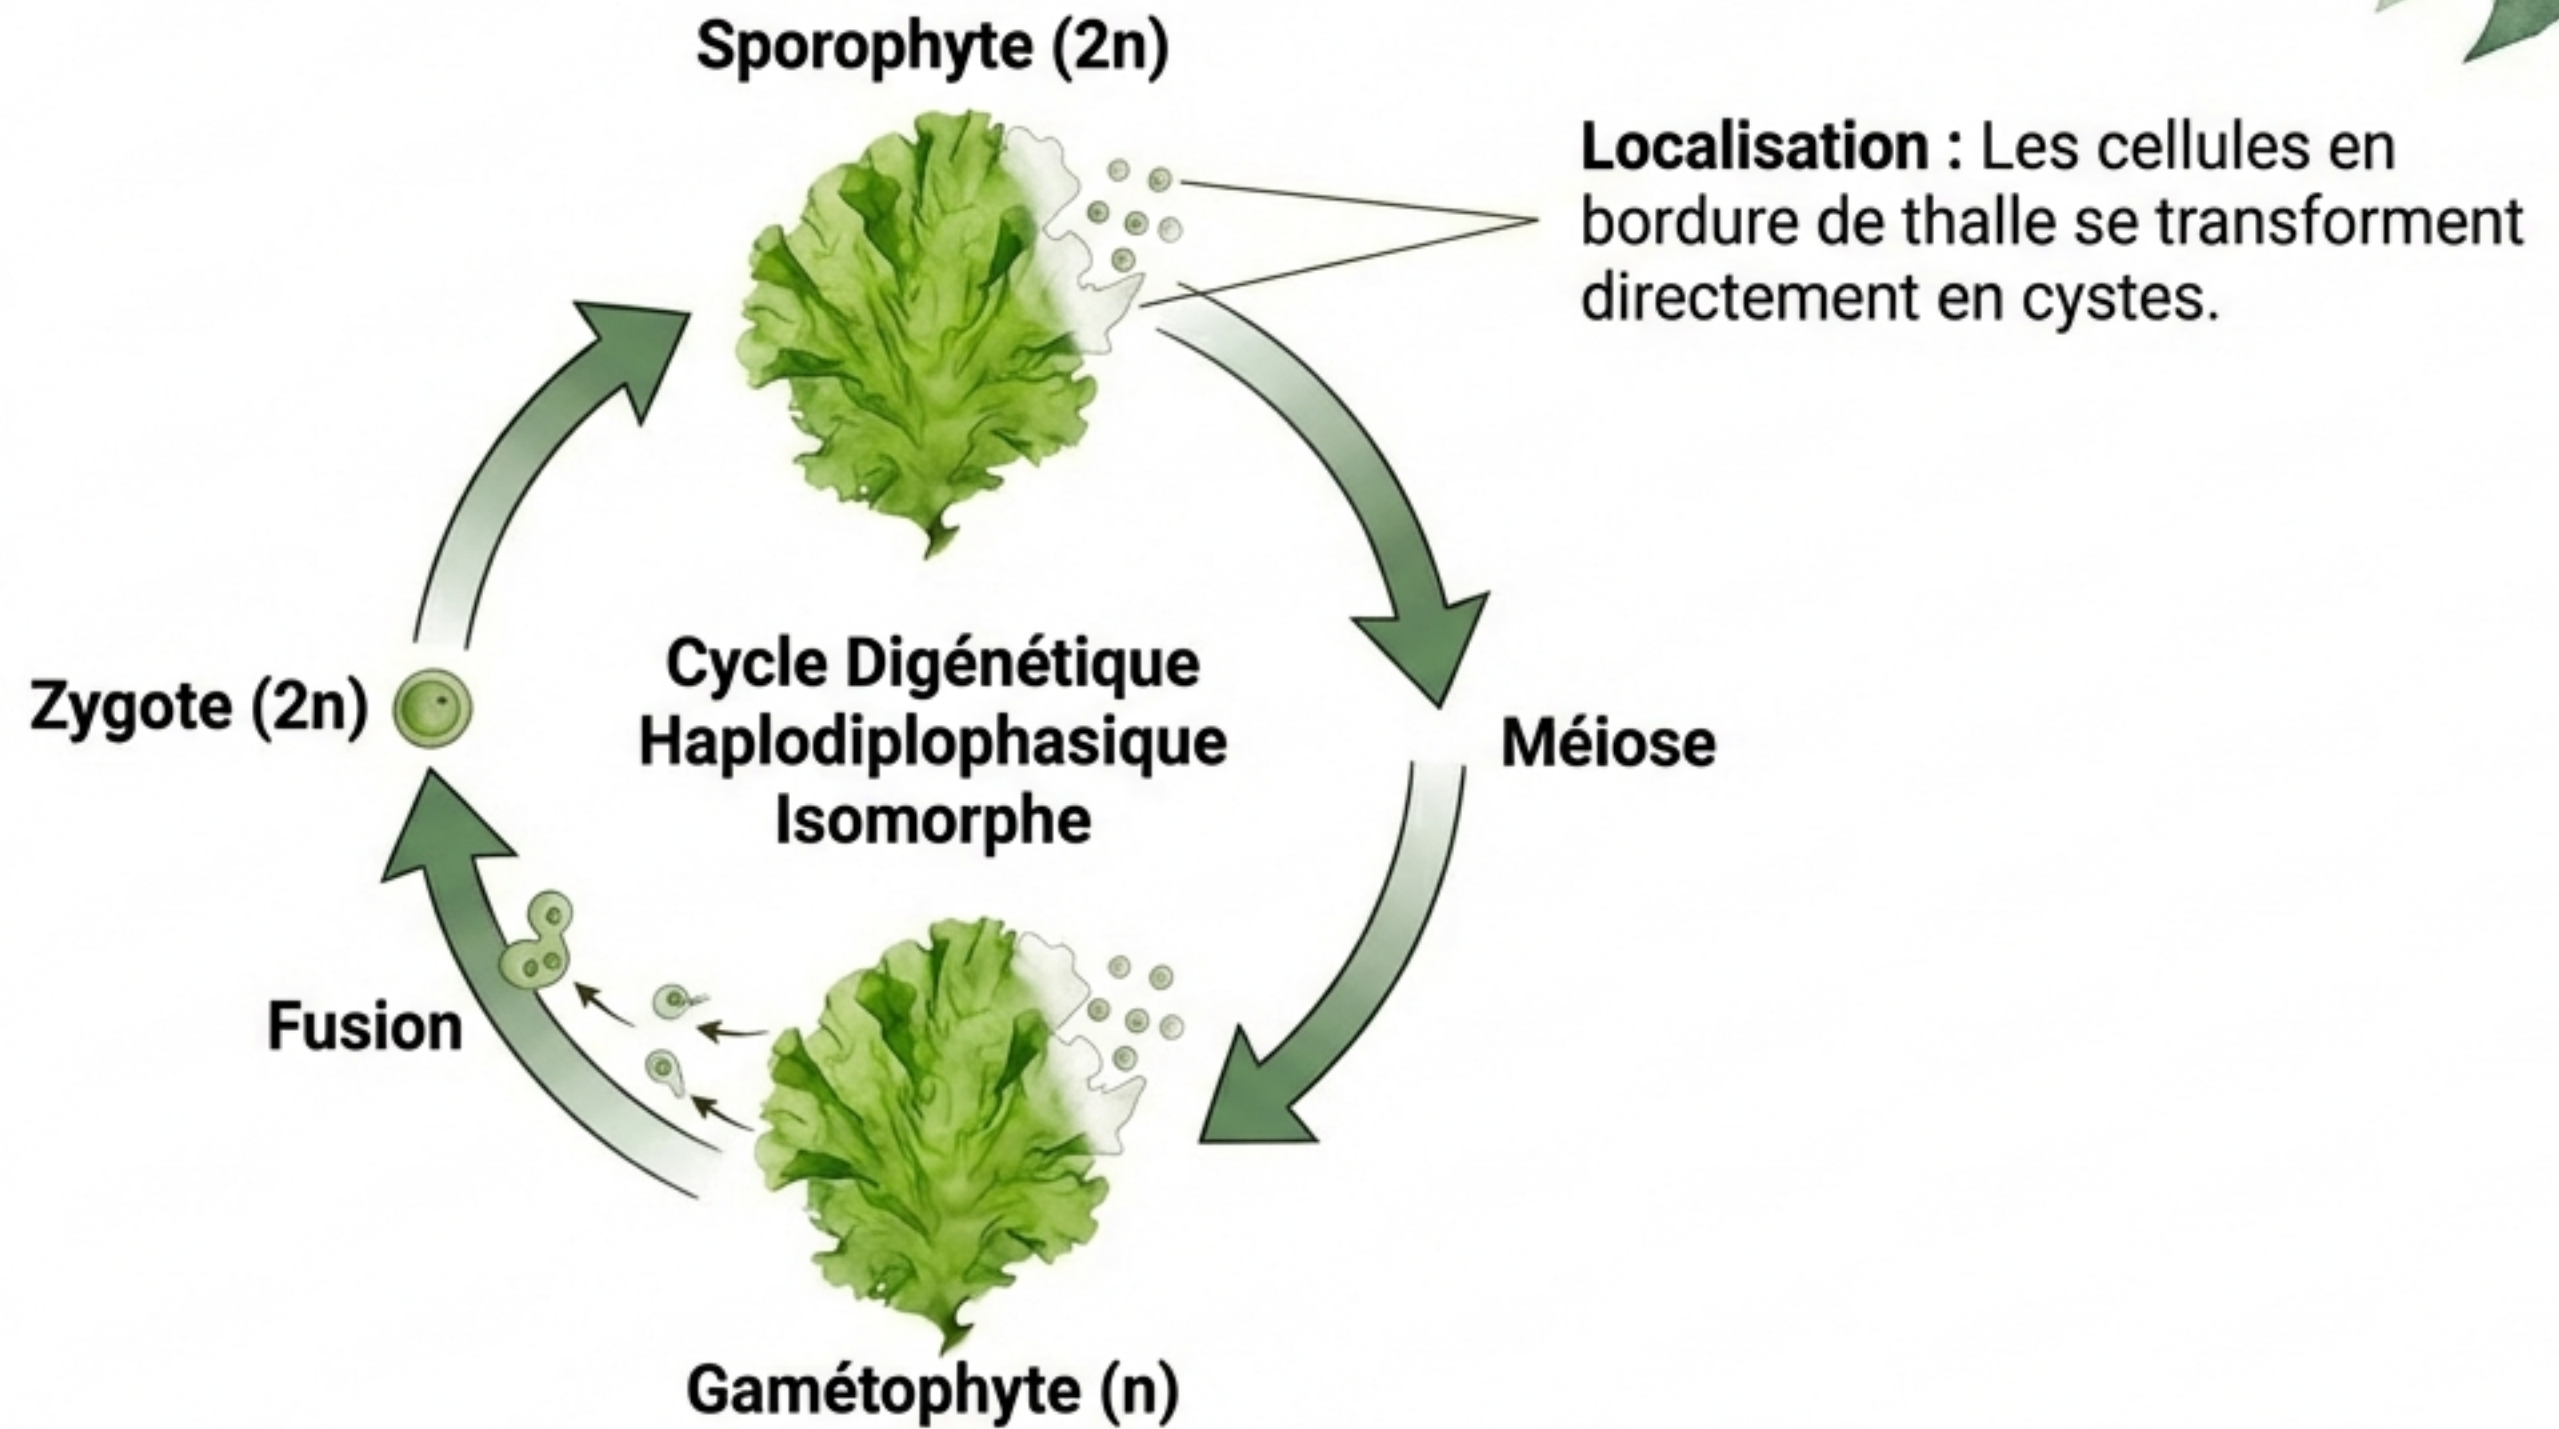 Sporophyte (2n)
Localisation : Les cellules en
bordure de thalle se transforment
directement en cystes.
Zygote (2n)
Cycle Digénétique
Haplodiplophasique
Isomorphe
Méiose
Fusion
Gamétophyte (n)